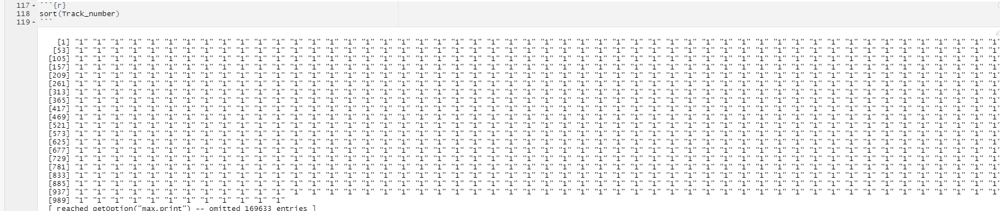 117 ```{r}
118 sort(Track_number)
119 ```
[1] "1" "1" "1" "1" "1" "1" "1" "1" "1" "1" "1" "1" "1" "1" "1" "1" "1" "1" "1" "1" "1" "1" "1" "1" "1" "1" "1" "1" "1" "1" "1" "1" "1" "1" "1" "1" "1" "1" "1" "1" "1" "1" "1" "1" "1" "1" "1" "1" "1" "1" "1" "1"
[53] "1" "1" "1" "1" "1" "1" "1" "1" "1" "1" "1" "1" "1" "1" "1" "1" "1" "1" "1" "1" "1" "1" "1" "1" "1" "1" "1" "1" "1" "1" "1" "1" "1" "1" "1" "1" "1" "1" "1" "1" "1" "1" "1" "1" "1" "1" "1" "1" "1" "1" "1" "1"
[105] "1" "1" "1" "1" "1" "1" "1" "1" "1" "1" "1" "1" "1" "1" "1" "1" "1" "1" "1" "1" "1" "1" "1" "1" "1" "1" "1" "1" "1" "1" "1" "1" "1" "1" "1" "1" "1" "1" "1" "1" "1" "1" "1" "1" "1" "1" "1" "1" "1" "1" "1" "1"
[157] "1" "1" "1" "1" "1" "1" "1" "1" "1" "1" "1" "1" "1" "1" "1" "1" "1" "1" "1" "1" "1" "1" "1" "1" "1" "1" "1" "1" "1" "1" "1" "1" "1" "1" "1" "1" "1" "1" "1" "1" "1" "1" "1" "1" "1" "1" "1" "1" "1" "1" "1" "1"
[209] "1" "1" "1" "1" "1" "1" "1" "1" "1" "1" "1" "1" "1" "1" "1" "1" "1" "1" "1" "1" "1" "1" "1" "1" "1" "1" "1" "1" "1" "1" "1" "1" "1" "1" "1" "1" "1" "1" "1" "1" "1" "1" "1" "1" "1" "1" "1" "1" "1" "1" "1" "1"
[261] "1" "1" "1" "1" "1" "1" "1" "1" "1" "1" "1" "1" "1" "1" "1" "1" "1" "1" "1" "1" "1" "1" "1" "1" "1" "1" "1" "1" "1" "1" "1" "1" "1" "1" "1" "1" "1" "1" "1" "1" "1" "1" "1" "1" "1" "1" "1" "1" "1" "1" "1" "1"
[313] "1" "1" "1" "1" "1" "1" "1" "1" "1" "1" "1" "1" "1" "1" "1" "1" "1" "1" "1" "1" "1" "1" "1" "1" "1" "1" "1" "1" "1" "1" "1" "1" "1" "1" "1" "1" "1" "1" "1" "1" "1" "1" "1" "1" "1" "1" "1" "1" "1" "1" "1" "1"
[365] "1" "1" "1" "1" "1" "1" "1" "1" "1" "1" "1" "1" "1" "1" "1" "1" "1" "1" "1" "1" "1" "1" "1" "1" "1" "1" "1" "1" "1" "1" "1" "1" "1" "1" "1" "1" "1" "1" "1" "1" "1" "1" "1" "1" "1" "1" "1" "1" "1" "1" "1" "1"
[417] "1" "1" "1" "1" "1" "1" "1" "1" "1" "1" "1" "1" "1" "1" "1" "1" "1" "1" "1" "1" "1" "1" "1" "1" "1" "1" "1" "1" "1" "1" "1" "1" "1" "1" "1" "1" "1" "1" "1" "1" "1" "1" "1" "1" "1" "1" "1" "1" "1" "1" "1" "1"
[469] "1" "1" "1" "1" "1" "1" "1" "1" "1" "1" "1" "1" "1" "1" "1" "1" "1" "1" "1" "1" "1" "1" "1" "1" "1" "1" "1" "1" "1" "1" "1" "1" "1" "1" "1" "1" "1" "1" "1" "1" "1" "1" "1" "1" "1" "1" "1" "1" "1" "1" "1" "1"
[521] "1" "1" "1" "1" "1" "1" "1" "1" "1" "1" "1" "1" "1" "1" "1" "1" "1" "1" "1" "1" "1" "1" "1" "1" "1" "1" "1" "1" "1" "1" "1" "1" "1" "1" "1" "1" "1" "1" "1" "1" "1" "1" "1" "1" "1" "1" "1" "1" "1" "1" "1" "1"
[573] "1" "1" "1" "1" "1" "1" "1" "1" "1" "1" "1" "1" "1" "1" "1" "1" "1" "1" "1" "1" "1" "1" "1" "1" "1" "1" "1" "1" "1" "1" "1" "1" "1" "1" "1" "1" "1" "1" "1" "1" "1" "1" "1" "1" "1" "1" "1" "1" "1" "1" "1" "1"
[625] "1" "1" "1" "1" "1" "1" "1" "1" "1" "1" "1" "1" "1" "1" "1" "1" "1" "1" "1" "1" "1" "1" "1" "1" "1" "1" "1" "1" "1" "1" "1" "1" "1" "1" "1" "1" "1" "1" "1" "1" "1" "1" "1" "1" "1" "1" "1" "1" "1" "1" "1" "1"
[677] "1" "1" "1" "1" "1" "1" "1" "1" "1" "1" "1" "1" "1" "1" "1" "1" "1" "1" "1" "1" "1" "1" "1" "1" "1" "1" "1" "1" "1" "1" "1" "1" "1" "1" "1" "1" "1" "1" "1" "1" "1" "1" "1" "1" "1" "1" "1" "1" "1" "1" "1" "1"
[729] "1" "1" "1" "1" "1" "1" "1" "1" "1" "1" "1" "1" "1" "1" "1" "1" "1" "1" "1" "1" "1" "1" "1" "1" "1" "1" "1" "1" "1" "1" "1" "1" "1" "1" "1" "1" "1" "1" "1" "1" "1" "1" "1" "1" "1" "1" "1" "1" "1" "1" "1" "1"
[781] "1" "1" "1" "1" "1" "1" "1" "1" "1" "1" "1" "1" "1" "1" "1" "1" "1" "1" "1" "1" "1" "1" "1" "1" "1" "1" "1" "1" "1" "1" "1" "1" "1" "1" "1" "1" "1" "1" "1" "1" "1" "1" "1" "1" "1" "1" "1" "1" "1" "1" "1" "1"
[833] "1" "1" "1" "1" "1" "1" "1" "1" "1" "1" "1" "1" "1" "1" "1" "1" "1" "1" "1" "1" "1" "1" "1" "1" "1" "1" "1" "1" "1" "1" "1" "1" "1" "1" "1" "1" "1" "1" "1" "1" "1" "1" "1" "1" "1" "1" "1" "1" "1" "1" "1" "1"
[885] "1" "1" "1" "1" "1" "1" "1" "1" "1" "1" "1" "1" "1" "1" "1" "1" "1" "1" "1" "1" "1" "1" "1" "1" "1" "1" "1" "1" "1" "1" "1" "1" "1" "1" "1" "1" "1" "1" "1" "1" "1" "1" "1" "1" "1" "1" "1" "1" "1" "1" "1" "1"
[937] "1" "1" "1" "1" "1" "1" "1" "1" "1" "1" "1" "1" "1" "1" "1" "1" "1" "1" "1" "1" "1" "1" "1" "1" "1" "1" "1" "1" "1" "1" "1" "1" "1" "1" "1" "1" "1" "1" "1" "1" "1" "1" "1" "1" "1" "1" "1" "1" "1" "1" "1" "1"
[989] "1" "1" "1" "1" "1" "1" "1" "1" "1" "1" "1" "1"
[ reached getOption("max.print") -- omitted 169633 entries ]